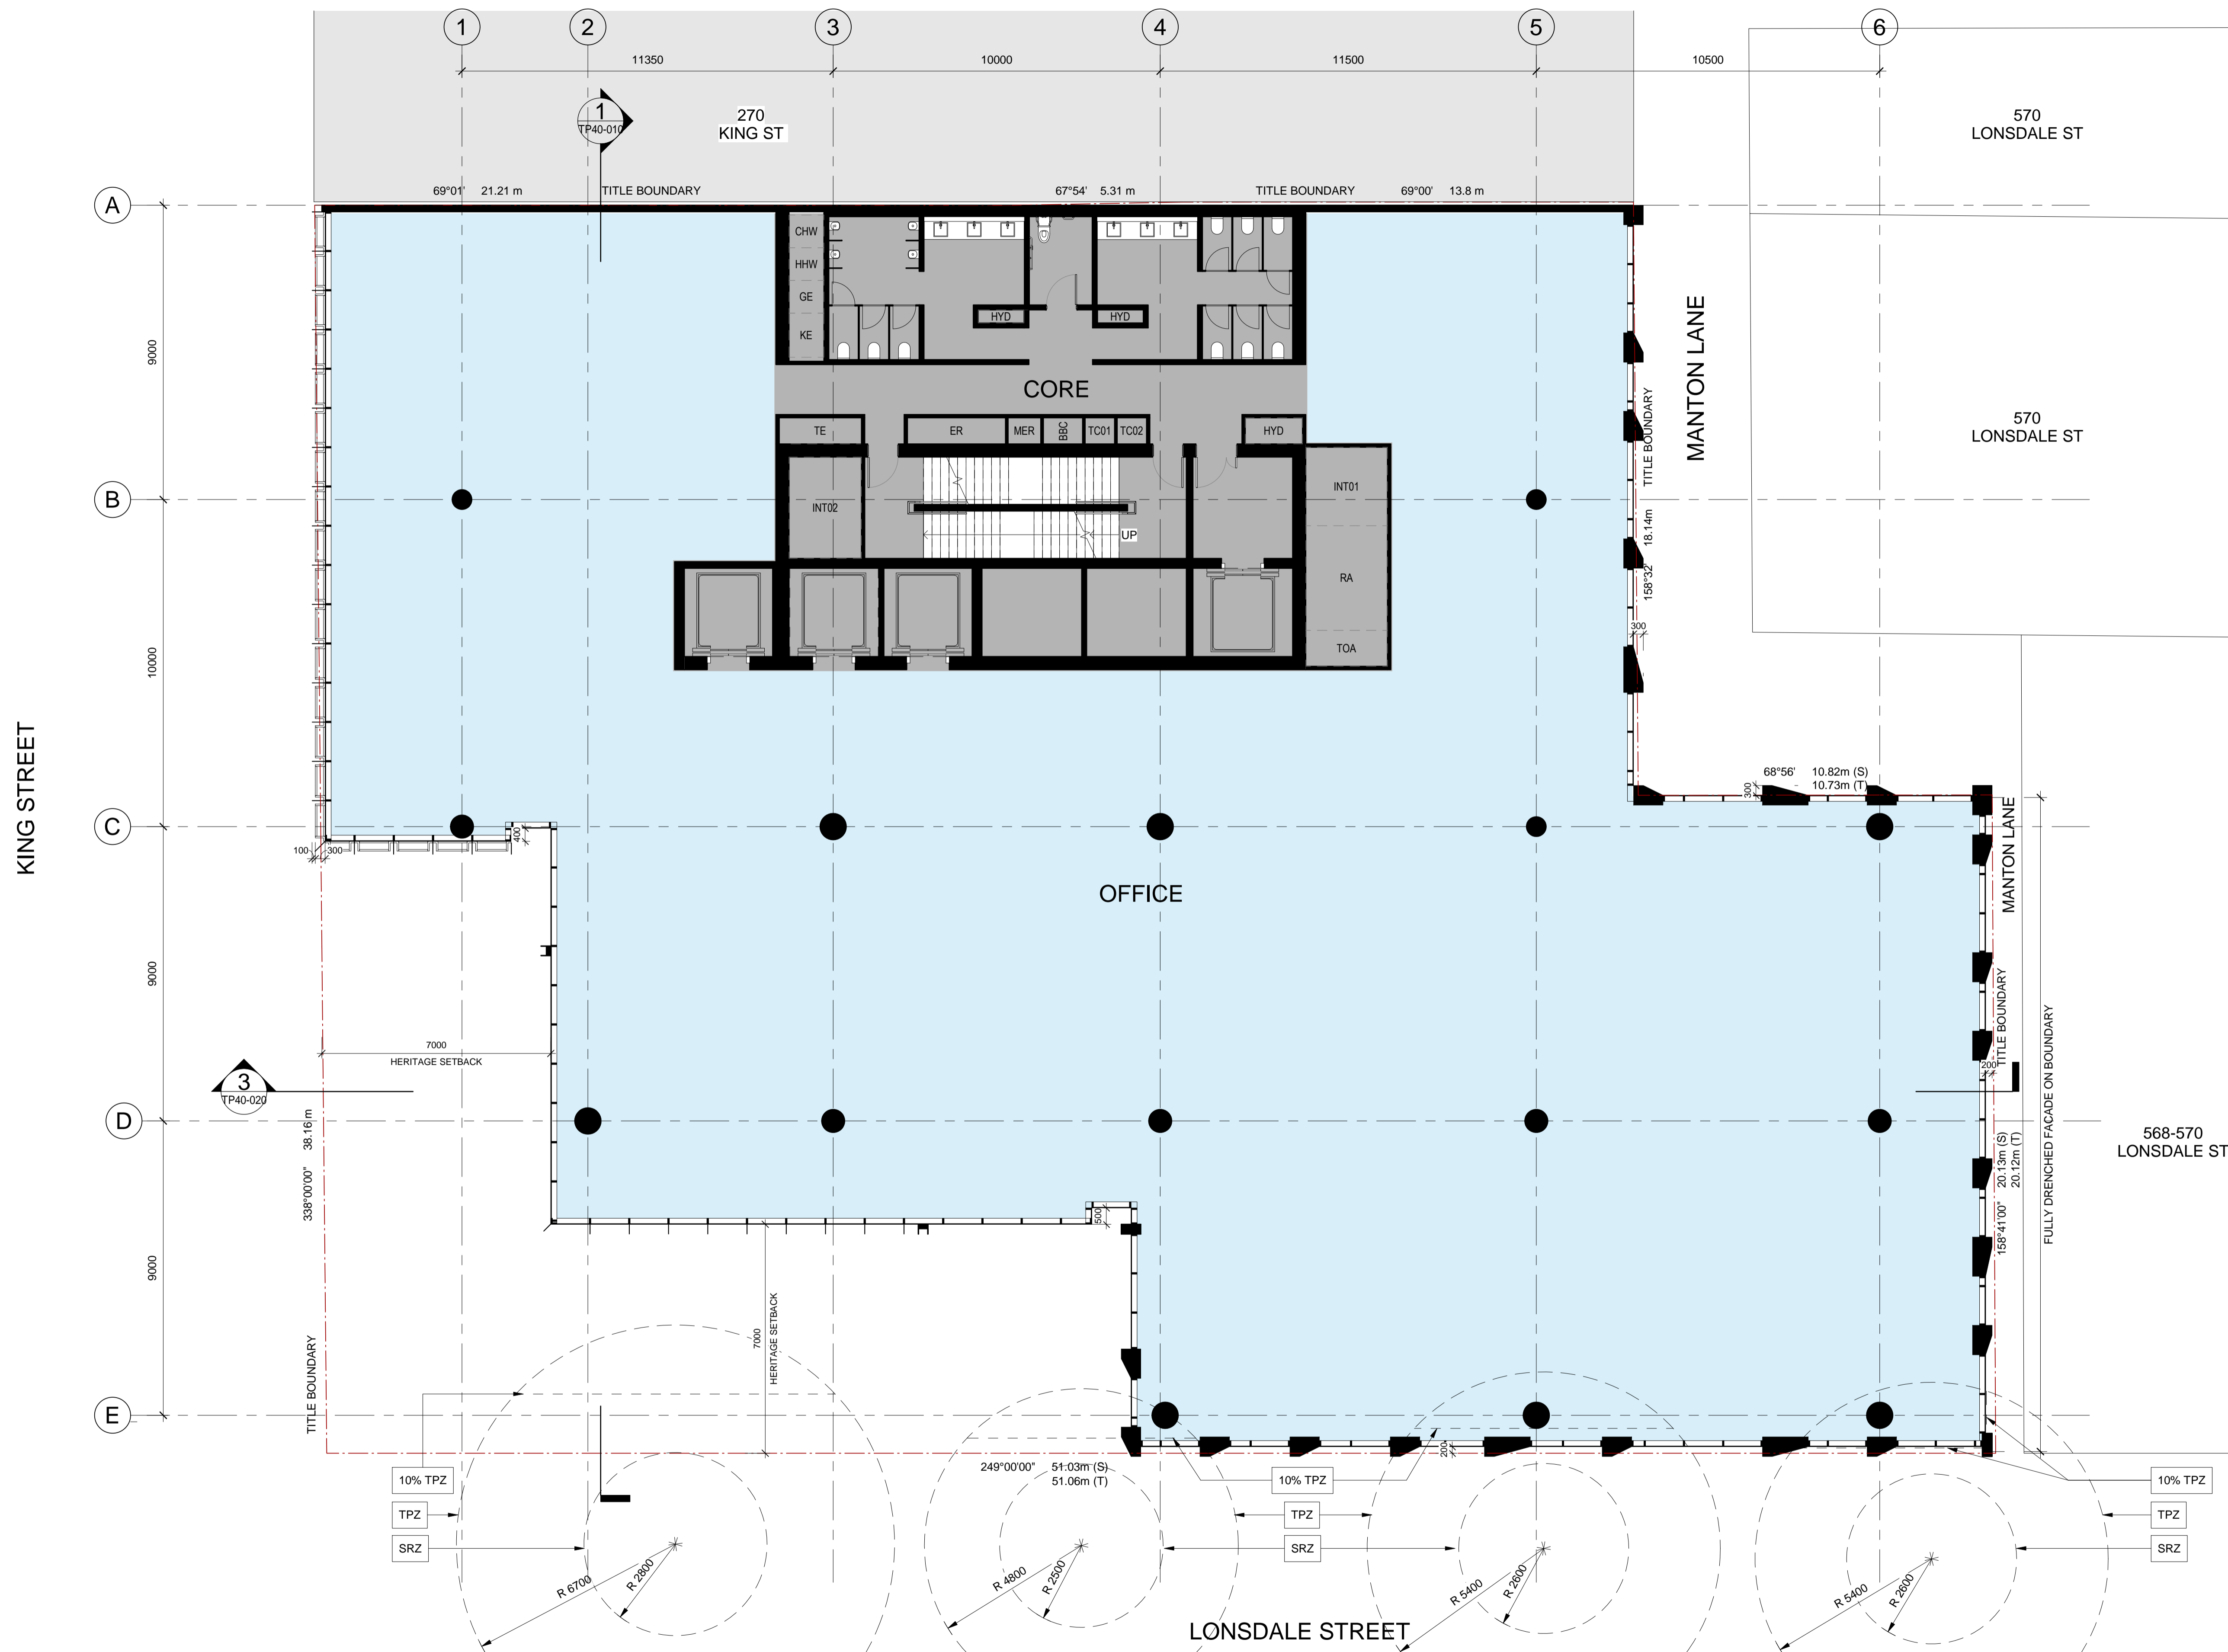 1
2
3
4
5
6
11350
10000
11500
10500
1
TP40-010
270
KING ST
570
LONSDALE ST
69°01' 21.21 m
TITLE BOUNDARY
67°54' 5.31 m
TITLE BOUNDARY
69°00' 13.8 m
A
CHW
HHW
GE
KE
HYD
HYD
9000
CORE
MANTON LANE
TITLE BOUNDARY
570
LONSDALE ST
TE
ER
MER
BBC
TC01
TC02
HYD
B
INT02
INT01
UP
158°32' 18.14m
RA
300
TOA
10000
KING STREET
68°56' 10.82m (S)
10.73m (T)
300
C
400
100
300
MANTON LANE
OFFICE
9000
TITLE BOUNDARY
7000
HERITAGE SETBACK
200
FULLY DRENCHED FACADE ON BOUNDARY
3
TP40-020
D
338°00'00" 38.16 m
158°41'00" 20.13m (S)
20.12m (T)
568-570
LONSDALE ST
500
9000
7000
HERITAGE SETBACK
TITLE BOUNDARY
E
200
249°00'00" 51.03m (S)
51.06m (T)
10% TPZ
10% TPZ
10% TPZ
TPZ
TPZ
TPZ
SRZ
SRZ
SRZ
R 6700
R 2800
R 4800
R 2500
R 5400
R 2600
R 5400
R 2600
LONSDALE STREET